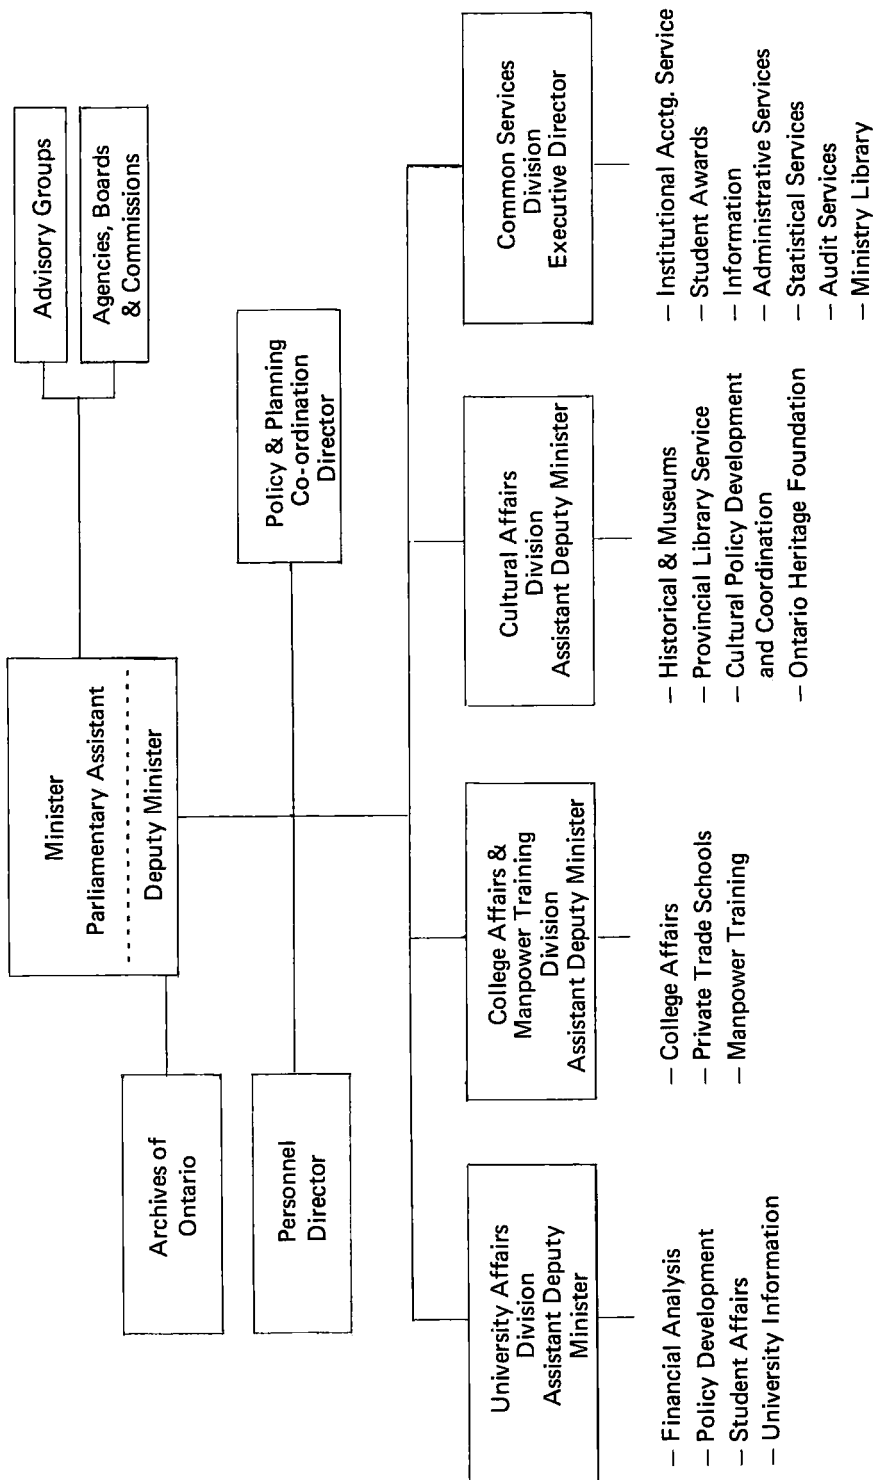 Minister
Parliamentary Assistant
Deputy Minister
Advisory Groups
Agencies, Boards
& Commissions
Archives of
Ontario
Personnel
Director
Policy & Planning
Co-ordination
Director
University Affairs
Division
Assistant Deputy
Minister
– Financial Analysis
– Policy Development
– Student Affairs
– University Information
College Affairs &
Manpower Training
Division
Assistant Deputy Minister
– College Affairs
– Private Trade Schools
– Manpower Training
Cultural Affairs
Division
Assistant Deputy Minister
– Historical & Museums
– Provincial Library Service
– Cultural Policy Development
and Coordination
– Ontario Heritage Foundation
Common Services
Division
Executive Director
– Institutional Acctg. Service
– Student Awards
– Information
– Administrative Services
– Statistical Services
– Audit Services
– Ministry Library